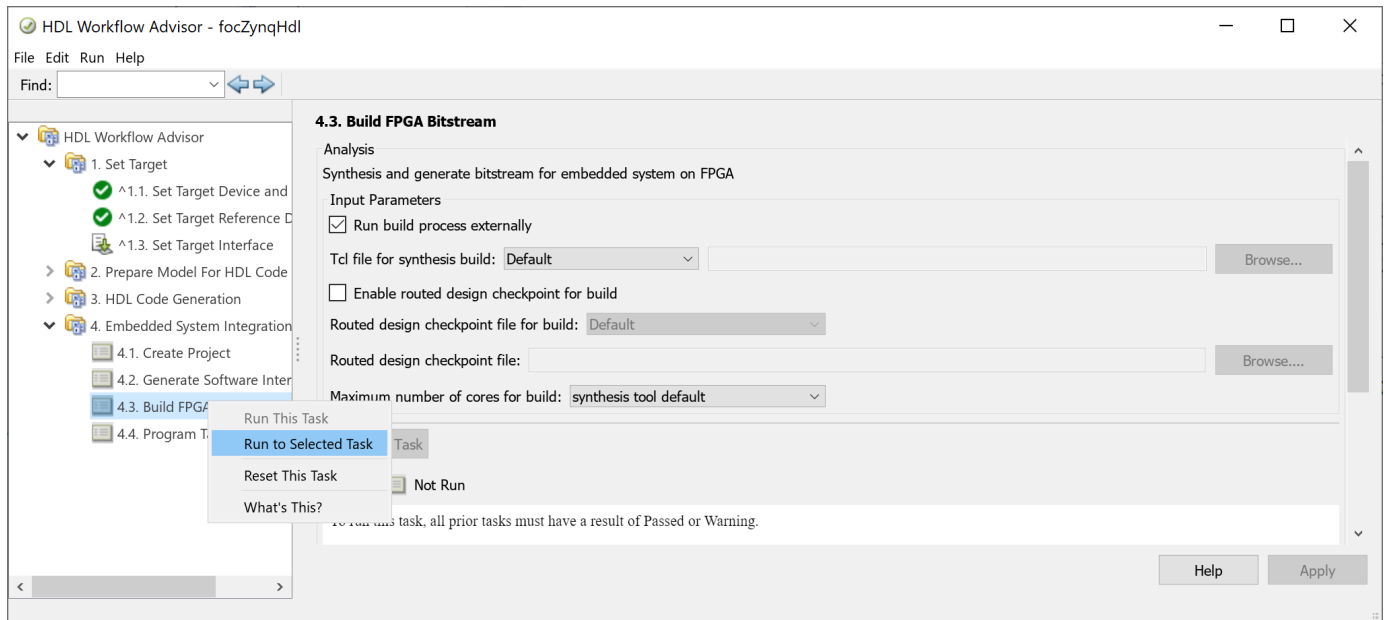 HDL Workflow Advisor - focZynqHdl
File Edit Run Help
Find:
HDL Workflow Advisor
1. Set Target
^1.1. Set Target Device and
^1.2. Set Target Reference D
^1.3. Set Target Interface
2. Prepare Model For HDL Code
3. HDL Code Generation
4. Embedded System Integration
4.1. Create Project
4.2. Generate Software Inter
4.3. Build FPGA
4.4. Program T
Run This Task
Run to Selected Task
Reset This Task
What's This?
4.3. Build FPGA Bitstream
Analysis
Synthesis and generate bitstream for embedded system on FPGA
Input Parameters
Run build process externally
Tcl file for synthesis build: Default Browse...
Enable routed design checkpoint for build
Routed design checkpoint file for build: Default
Routed design checkpoint file: Browse....
Maximum number of cores for build: synthesis tool default
Task
Not Run
To run this task, all prior tasks must have a result of Passed or Warning.
Help Apply